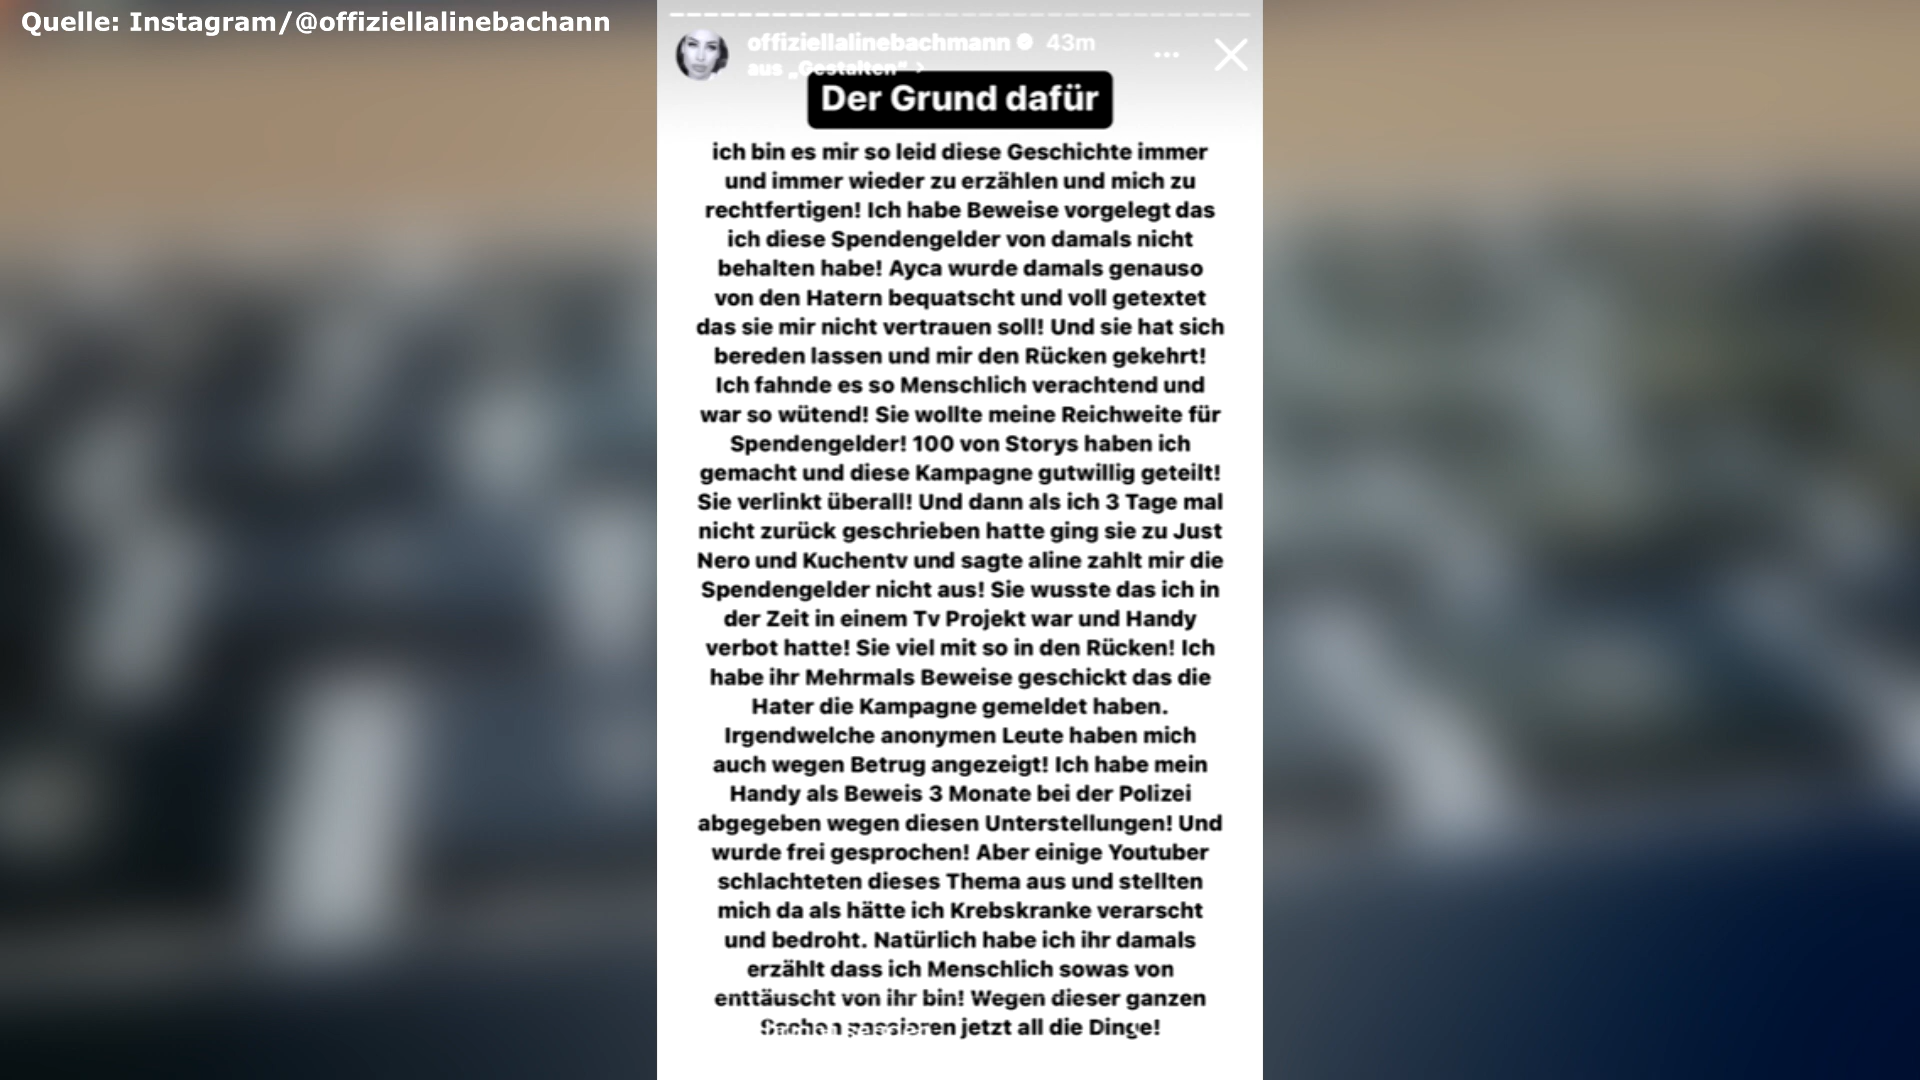 Quelle: Instagram/@offiziellalinebachann
offiziellalinebachmann 43m
aus „Gestalten“ >
Der Grund dafür
ich bin es mir so leid diese Geschichte immer
und immer wieder zu erzählen und mich zu
rechtfertigen! Ich habe Beweise vorgelegt das
ich diese Spendengelder von damals nicht
behalten habe! Ayca wurde damals genauso
von den Hatern bequatscht und voll getextet
das sie mir nicht vertrauen soll! Und sie hat sich
bereden lassen und mir den Rücken gekehrt!
Ich fahnde es so Menschlich verachtend und
war so wütend! Sie wollte meine Reichweite für
Spendengelder! 100 von Storys haben ich
gemacht und diese Kampagne gutwillig geteilt!
Sie verlinkt überall! Und dann als ich 3 Tage mal
nicht zurück geschrieben hatte ging sie zu Just
Nero und Kuchentv und sagte aline zahlt mir die
Spendengelder nicht aus! Sie wusste das ich in
der Zeit in einem Tv Projekt war und Handy
verbot hatte! Sie viel mit so in den Rücken! Ich
habe ihr Mehrmals Beweise geschickt das die
Hater die Kampagne gemeldet haben.
Irgendwelche anonymen Leute haben mich
auch wegen Betrug angezeigt! Ich habe mein
Handy als Beweis 3 Monate bei der Polizei
abgegeben wegen diesen Unterstellungen! Und
wurde frei gesprochen! Aber einige Youtuber
schlachteten dieses Thema aus und stellten
mich da als hätte ich Krebskranke verarscht
und bedroht. Natürlich habe ich ihr damals
erzählt dass ich Menschlich sowas von
enttäuscht von ihr bin! Wegen dieser ganzen
Sachen passieren jetzt all die Dinge!